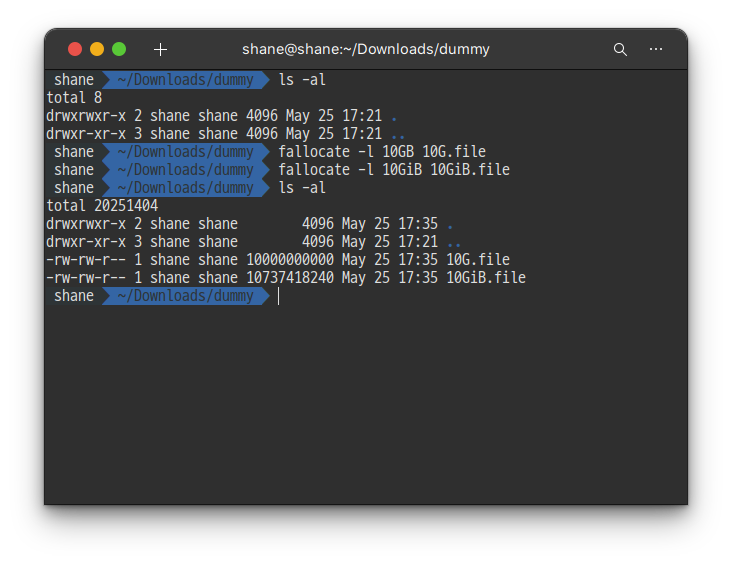 shane@shane:~/Downloads/dummy
shane ~/Downloads/dummy ls -al
total 8
drwxrwxr-x 2 shane shane 4096 May 25 17:21 .
drwxr-xr-x 3 shane shane 4096 May 25 17:21 ..
shane ~/Downloads/dummy fallocate -l 10GB 10G.file
shane ~/Downloads/dummy fallocate -l 10GiB 10GiB.file
shane ~/Downloads/dummy ls -al
total 20251404
drwxrwxr-x 2 shane shane        4096 May 25 17:35 .
drwxr-xr-x 3 shane shane        4096 May 25 17:21 ..
-rw-rw-r-- 1 shane shane 10000000000 May 25 17:35 10G.file
-rw-rw-r-- 1 shane shane 10737418240 May 25 17:35 10GiB.file
shane ~/Downloads/dummy